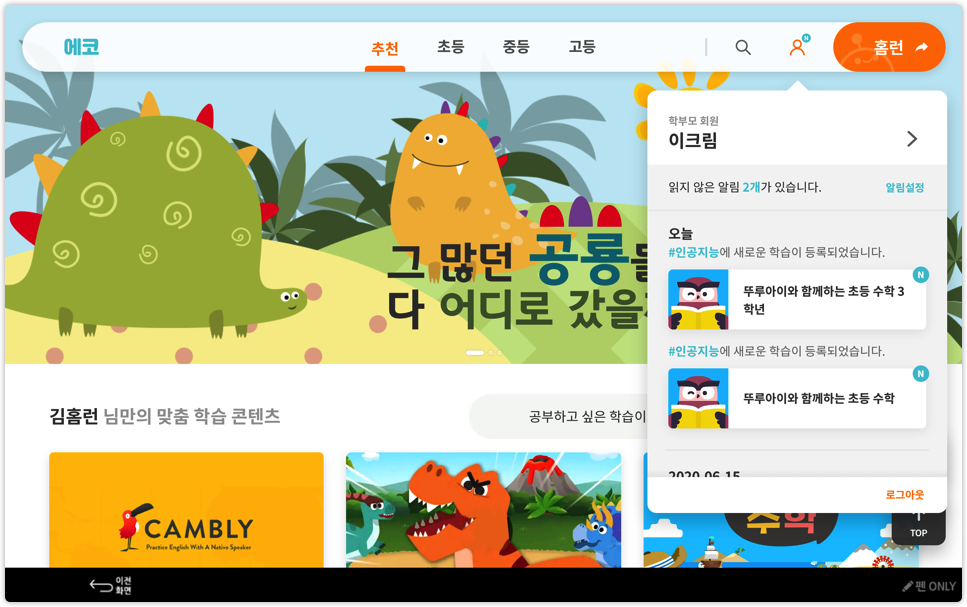 에코
추천
초등
중등
고등
N
홈런
학부모 회원
이크림
읽지 않은 알림 2개가 있습니다.
알림설정
오늘
#인공지능에 새로운 학습이 등록되었습니다.
N
뚜루아이와 함께하는 초등 수학 3
학년
#인공지능에 새로운 학습이 등록되었습니다.
N
뚜루아이와 함께하는 초등 수학
2020.06.15
로그아웃
그 많던 공룡들
다 어디로 갔을
김홈런 님만의 맞춤 학습 콘텐츠
공부하고 싶은 학습이
CAMBLY
Practice English With A Native Speaker
수학
TOP
이전
화면
펜 ONLY